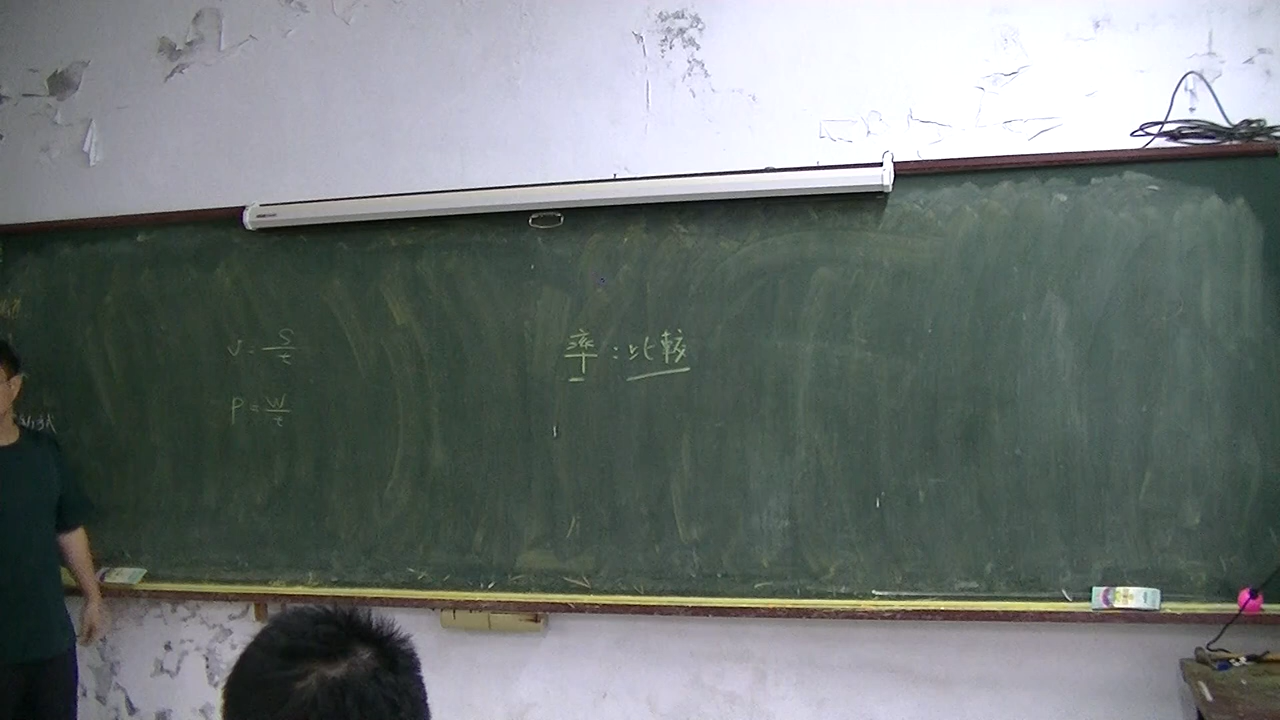 v = S/t
P = W/t
率：比較